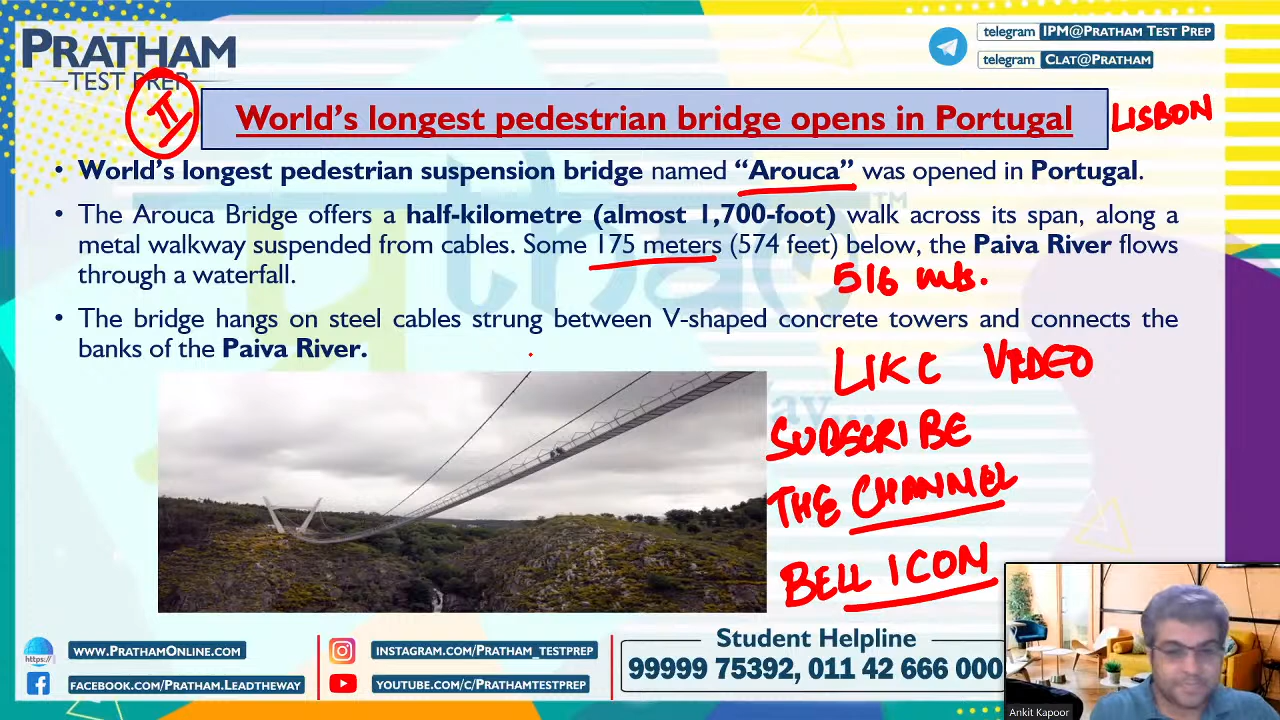 PRATHAM
TEST PREP
telegram IPM@PRATHAM TEST PREP
telegram CLAT@PRATHAM
II
World's longest pedestrian bridge opens in Portugal
LISBON
• World's longest pedestrian suspension bridge named “Arouca” was opened in Portugal.
• The Arouca Bridge offers a half-kilometre (almost 1,700-foot) walk across its span, along a
metal walkway suspended from cables. Some 175 meters (574 feet) below, the Paiva River flows
through a waterfall.
516 mts.
• The bridge hangs on steel cables strung between V-shaped concrete towers and connects the
banks of the Paiva River.
LIKE VIDEO
SUBSCRIBE
THE CHANNEL
BELL ICON
https://
WWW.PRATHAMONLINE.COM
FACEBOOK.COM/PRATHAM.LEADTHEWAY
INSTAGRAM.COM/PRATHAM_TESTPREP
YOUTUBE.COM/C/PRATHAMTESTPREP
Student Helpline
99999 75392, 011 42 666 000
Ankit Kapoor